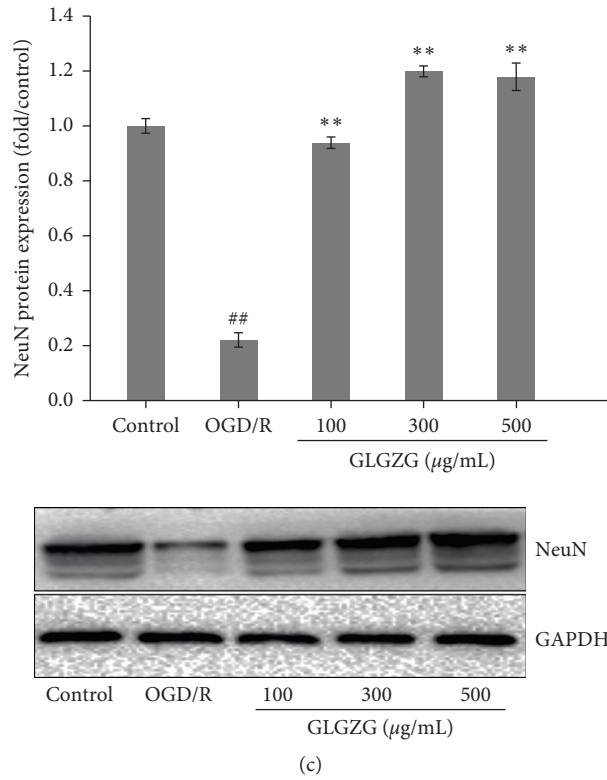 NeuN protein expression (fold/control)
1.4
1.2
1.0
0.8
0.6
0.4
0.2
0.0
##
**
**
**
Control OGD/R 100 300 500
GLGZG (μg/mL)
NeuN
GAPDH
Control OGD/R 100 300 500
GLGZG (μg/mL)
(c)